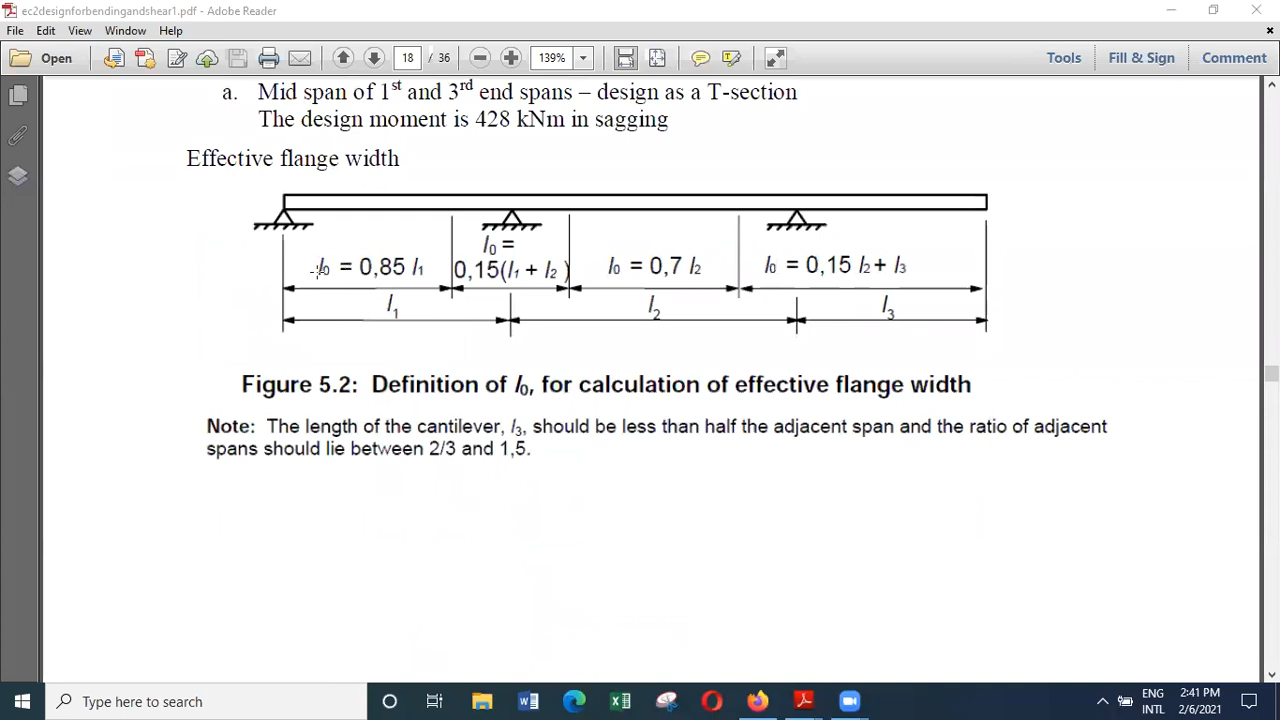 ec2designforbendingandshear1.pdf - Adobe Reader
File Edit View Window Help
Open 18 / 36 139% Tools Fill & Sign Comment
a. Mid span of 1st and 3rd end spans – design as a T-section
The design moment is 428 kNm in sagging
Effective flange width
l0 =
l0 = 0,85 l1 0,15(l1 + l2 ) l0 = 0,7 l2 l0 = 0,15 l2 + l3
l1 l2 l3
Figure 5.2: Definition of l0, for calculation of effective flange width
Note: The length of the cantilever, l3, should be less than half the adjacent span and the ratio of adjacent
spans should lie between 2/3 and 1,5.
Type here to search
ENG 2:41 PM
INTL 2/6/2021